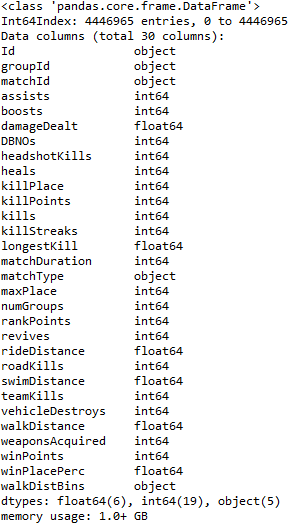 <class 'pandas.core.frame.DataFrame'>
Int64Index: 4446965 entries, 0 to 4446965
Data columns (total 30 columns):
Id object
groupId object
matchId object
assists int64
boosts int64
damageDealt float64
DBNOs int64
headshotKills int64
heals int64
killPlace int64
killPoints int64
kills int64
killStreaks int64
longestKill float64
matchDuration int64
matchType object
maxPlace int64
numGroups int64
rankPoints int64
revives int64
rideDistance float64
roadKills int64
swimDistance float64
teamKills int64
vehicleDestroys int64
walkDistance float64
weaponsAcquired int64
winPoints int64
winPlacePerc float64
walkDistBins object
dtypes: float64(6), int64(19), object(5)
memory usage: 1.0+ GB